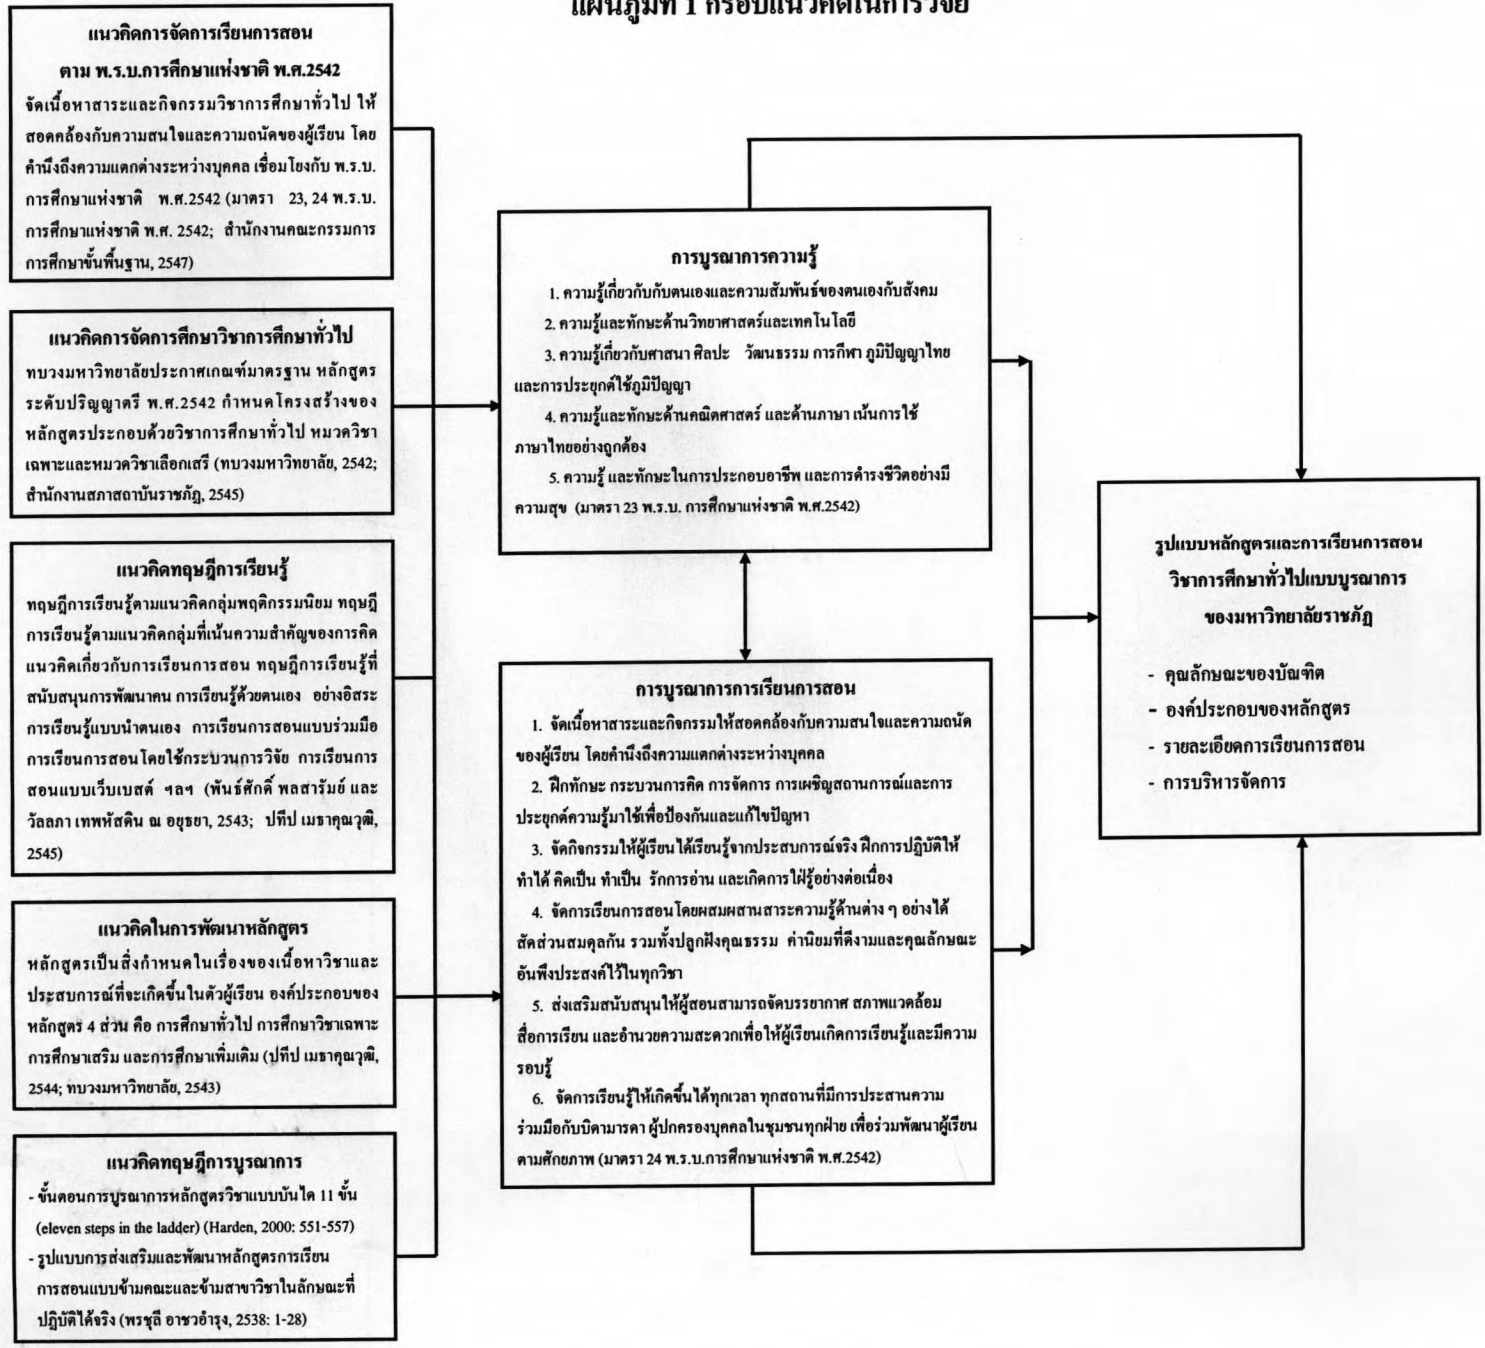 แผนภูมิที่ 1 กรอบแนวคิดในการวิจัย
แนวคิดการจัดการเรียนการสอน
ตาม พ.ร.บ.การศึกษาแห่งชาติ พ.ศ.2542
จัดเนื้อหาสาระและกิจกรรมวิชาการศึกษาทั่วไป ให้
สอดคล้องกับความสนใจและความถนัดของผู้เรียน โดย
คำนึงถึงความแตกต่างระหว่างบุคคล เชื่อมโยงกับ พ.ร.บ.
การศึกษาแห่งชาติ พ.ศ.2542 (มาตรา 23, 24 พ.ร.บ.
การศึกษาแห่งชาติ พ.ศ. 2542; สำนักงานคณะกรรมการ
การศึกษาขั้นพื้นฐาน, 2547)
แนวคิดการจัดการศึกษาวิชาการศึกษาทั่วไป
ทบวงมหาวิทยาลัยประกาศเกณฑ์มาตรฐาน หลักสูตร
ระดับปริญญาตรี พ.ศ.2542 กำหนดโครงสร้างของ
หลักสูตรประกอบด้วยวิชาการศึกษาทั่วไป หมวดวิชา
เฉพาะและหมวดวิชาเลือกเสรี (ทบวงมหาวิทยาลัย, 2542;
สำนักงานสภาสถาบันราชภัฏ, 2545)
แนวคิดทฤษฎีการเรียนรู้
ทฤษฎีการเรียนรู้ตามแนวคิดกลุ่มพฤติกรรมนิยม ทฤษฎี
การเรียนรู้ตามแนวคิดกลุ่มที่เน้นความสำคัญของการคิด
แนวคิดเกี่ยวกับการเรียนการสอน ทฤษฎีการเรียนรู้ที่
สนับสนุนการพัฒนาคน การเรียนรู้ด้วยตนเอง อย่างอิสระ
การเรียนรู้แบบนำตนเอง การเรียนการสอนแบบร่วมมือ
การเรียนการสอนโดยใช้กระบวนการวิจัย การเรียนการ
สอนแบบเว็บเบสต์ ฯลฯ (พันธ์ศักดิ์ พลสารัมย์ และ
วัลลภา เทพหัสดิน ณ อยุธยา, 2543; ปทีป เมธาคุณวุฒิ,
2545)
แนวคิดในการพัฒนาหลักสูตร
หลักสูตรเป็นสิ่งกำหนดในเรื่องของเนื้อหาวิชาและ
ประสบการณ์ที่จะเกิดขึ้นในตัวผู้เรียน องค์ประกอบของ
หลักสูตร 4 ส่วน คือ การศึกษาทั่วไป การศึกษาวิชาเฉพาะ
การศึกษาเสริม และการศึกษาเพิ่มเติม (ปทีป เมธาคุณวุฒิ,
2544; ทบวงมหาวิทยาลัย, 2543)
แนวคิดทฤษฎีการบูรณาการ
- ขั้นตอนการบูรณาการหลักสูตรวิชาแบบบันได 11 ขั้น
(eleven steps in the ladder) (Harden, 2000: 551-557)
- รูปแบบการส่งเสริมและพัฒนาหลักสูตรการเรียน
การสอนแบบข้ามคณะและข้ามสาขาวิชาในลักษณะที่
ปฏิบัติได้จริง (พรชุลี อาชวอำรุง, 2538: 1-28)
การบูรณาการความรู้
1. ความรู้เกี่ยวกับกับตนเองและความสัมพันธ์ของตนเองกับสังคม
2. ความรู้และทักษะด้านวิทยาศาสตร์และเทคโนโลยี
3. ความรู้เกี่ยวกับศาสนา ศิลปะ วัฒนธรรม การกีฬา ภูมิปัญญาไทย
และการประยุกต์ใช้ภูมิปัญญา
4. ความรู้และทักษะด้านคณิตศาสตร์ และด้านภาษา เน้นการใช้
ภาษาไทยอย่างถูกต้อง
5. ความรู้ และทักษะในการประกอบอาชีพ และการดำรงชีวิตอย่างมี
ความสุข (มาตรา 23 พ.ร.บ. การศึกษาแห่งชาติ พ.ศ.2542)
การบูรณาการการเรียนการสอน
1. จัดเนื้อหาสาระและกิจกรรมให้สอดคล้องกับความสนใจและความถนัด
ของผู้เรียน โดยคำนึงถึงความแตกต่างระหว่างบุคคล
2. ฝึกทักษะ กระบวนการคิด การจัดการ การเผชิญสถานการณ์และการ
ประยุกต์ความรู้มาใช้เพื่อป้องกันและแก้ไขปัญหา
3. จัดกิจกรรมให้ผู้เรียนได้เรียนรู้จากประสบการณ์จริง ฝึกการปฏิบัติให้
ทำได้ คิดเป็น ทำเป็น รักการอ่าน และเกิดการใฝ่รู้อย่างต่อเนื่อง
4. จัดการเรียนการสอนโดยผสมผสานสาระความรู้ด้านต่าง ๆ อย่างได้
สัดส่วนสมดุลกัน รวมทั้งปลูกฝังคุณธรรม ค่านิยมที่ดีงามและคุณลักษณะ
อันพึงประสงค์ไว้ในทุกวิชา
5. ส่งเสริมสนับสนุนให้ผู้สอนสามารถจัดบรรยากาศ สภาพแวดล้อม
สื่อการเรียน และอำนวยความสะดวกเพื่อให้ผู้เรียนเกิดการเรียนรู้และมีความ
รอบรู้
6. จัดการเรียนรู้ให้เกิดขึ้นได้ทุกเวลา ทุกสถานที่มีการประสานความ
ร่วมมือกับบิดามารดา ผู้ปกครองบุคคลในชุมชนทุกฝ่าย เพื่อร่วมพัฒนาผู้เรียน
ตามศักยภาพ (มาตรา 24 พ.ร.บ.การศึกษาแห่งชาติ พ.ศ.2542)
รูปแบบหลักสูตรและการเรียนการสอน
วิชาการศึกษาทั่วไปแบบบูรณาการ
ของมหาวิทยาลัยราชภัฏ
- คุณลักษณะของบัณฑิต
- องค์ประกอบของหลักสูตร
- รายละเอียดการเรียนการสอน
- การบริหารจัดการ